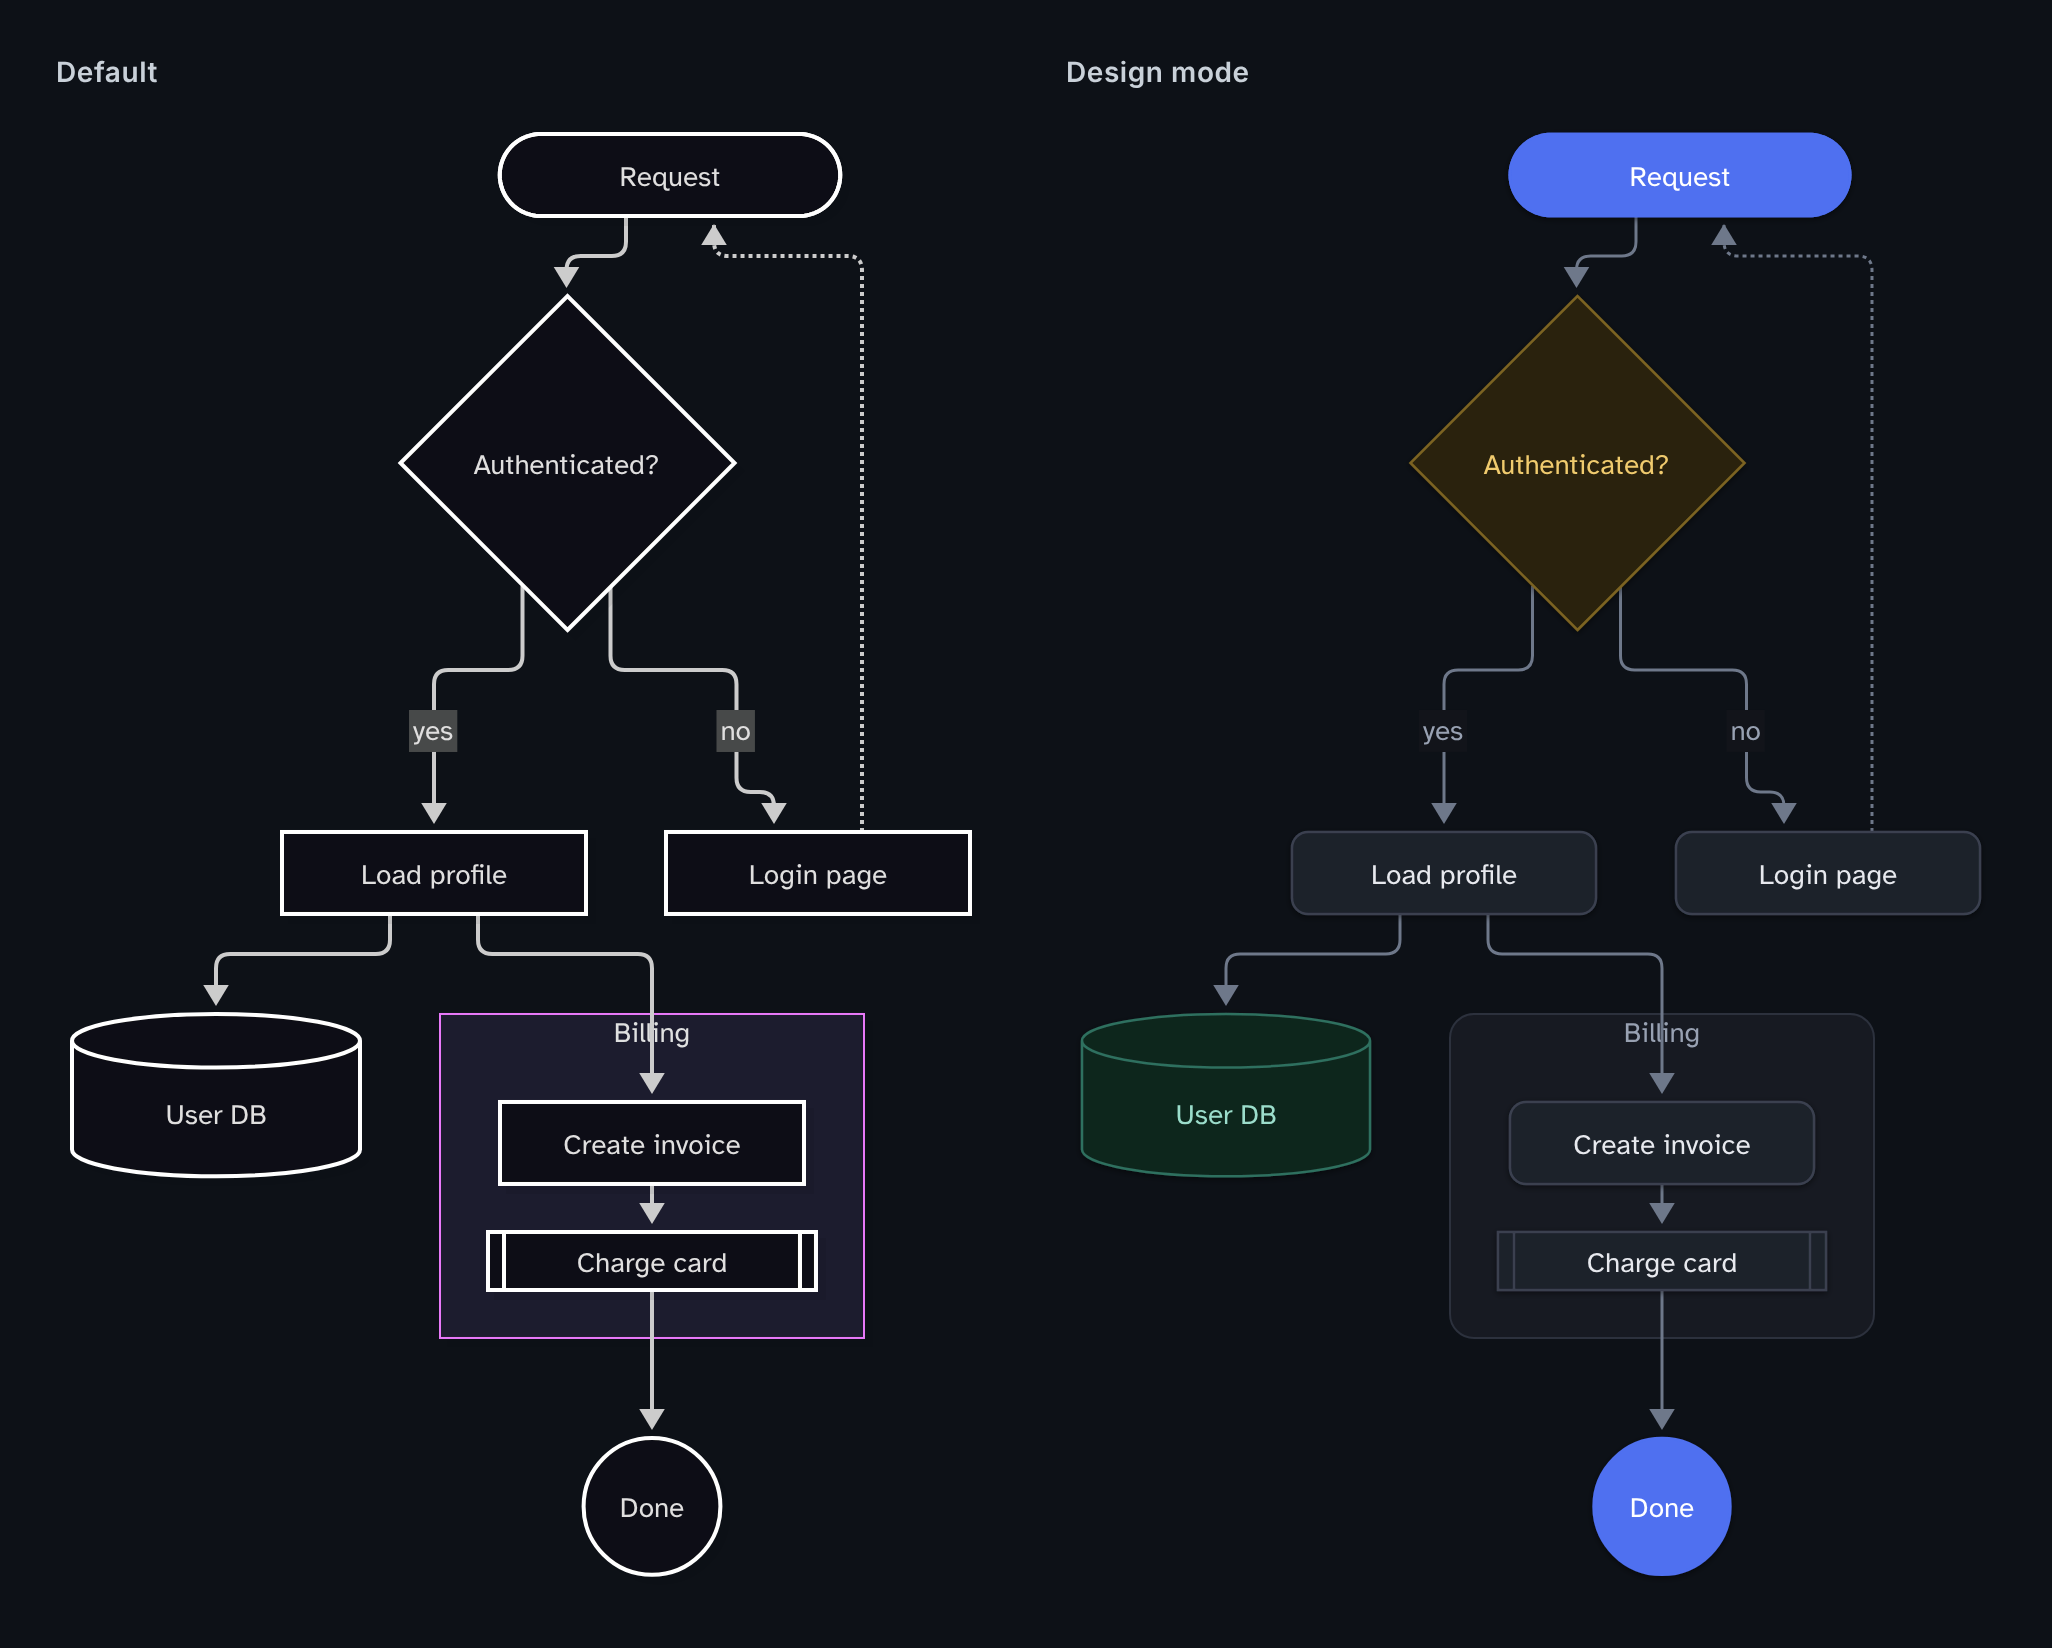 Default
Request
Authenticated?
yes
no
Load profile
Login page
Billing
User DB
Create invoice
Charge card
Done
Design mode
Request
Authenticated?
yes
no
Load profile
Login page
Billing
User DB
Create invoice
Charge card
Done